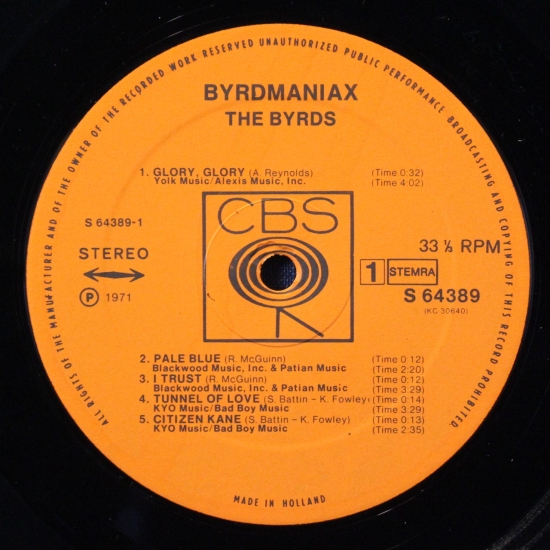 ALL RIGHTS OF THE MANUFACTURER AND OF THE OWNER OF THE RECORDED WORK RESERVED UNAUTHORIZED PUBLIC PERFORMANCE BROADCASTING AND COPYING OF THIS RECORD PROHIBITED.
BYRDMANIAX
THE BYRDS
1. GLORY, GLORY (A. Reynolds) (Time 0:32)
Yolk Music/Alexis Music, Inc. (Time 4:02)
CBS
S 64389-1
STEREO
Ⓟ 1971
33 ⅓ RPM
1 STEMRA
S 64389
(KC 30640)
2. PALE BLUE (R. McGuinn) (Time 0:12)
Blackwood Music, Inc. & Patian Music (Time 2:20)
3. I TRUST (R. McGuinn) (Time 0:12)
Blackwood Music, Inc. & Patian Music (Time 3:29)
4. TUNNEL OF LOVE (S. Battin – K. Fowley) (Time 0:14)
KYO Music/Bad Boy Music (Time 3:29)
5. CITIZEN KANE (S. Battin – K. Fowley) (Time 0:13)
KYO Music/Bad Boy Music (Time 2:35)
MADE IN HOLLAND